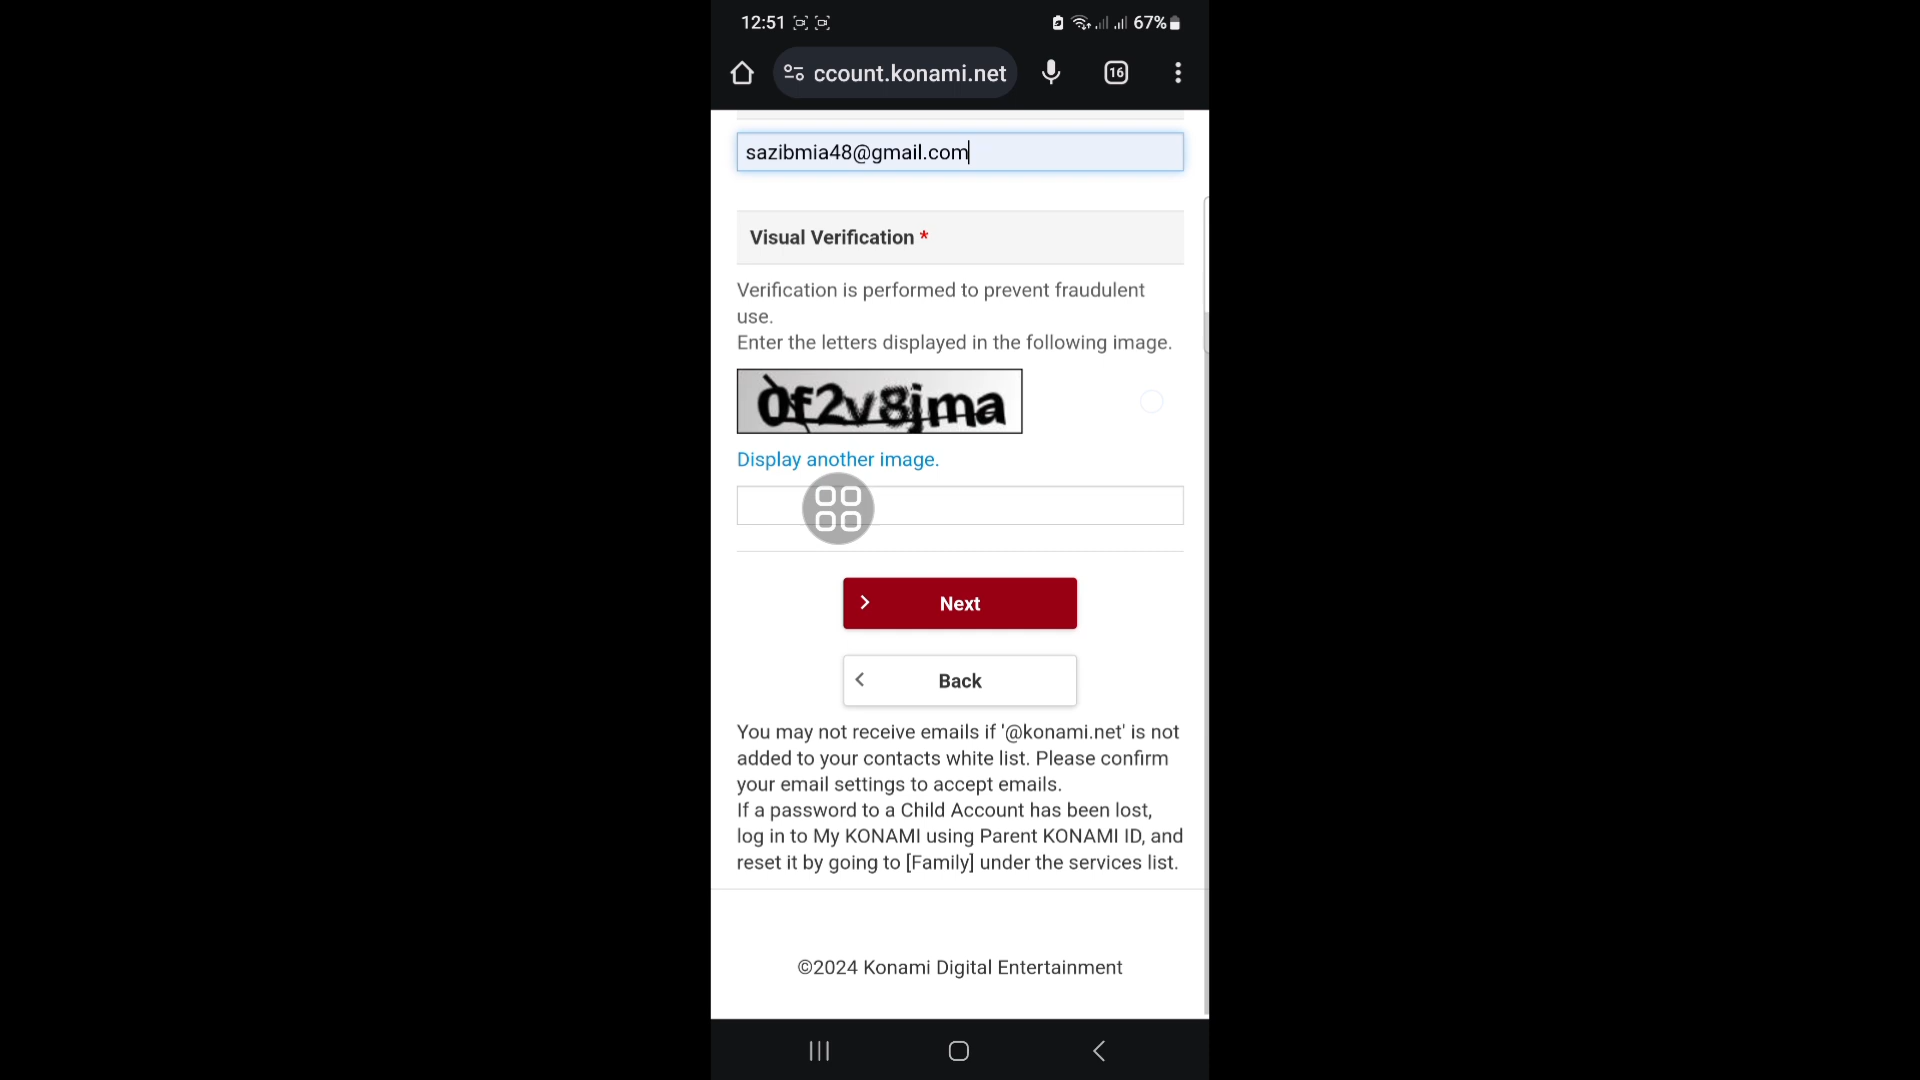 12:51
67%
ccount.konami.net
16
sazibmia48@gmail.com
Visual Verification *
Verification is performed to prevent fraudulent
use.
Enter the letters displayed in the following image.
Display another image.
Next
Back
You may not receive emails if '@konami.net' is not
added to your contacts white list. Please confirm
your email settings to accept emails.
If a password to a Child Account has been lost,
log in to My KONAMI using Parent KONAMI ID, and
reset it by going to [Family] under the services list.
©2024 Konami Digital Entertainment